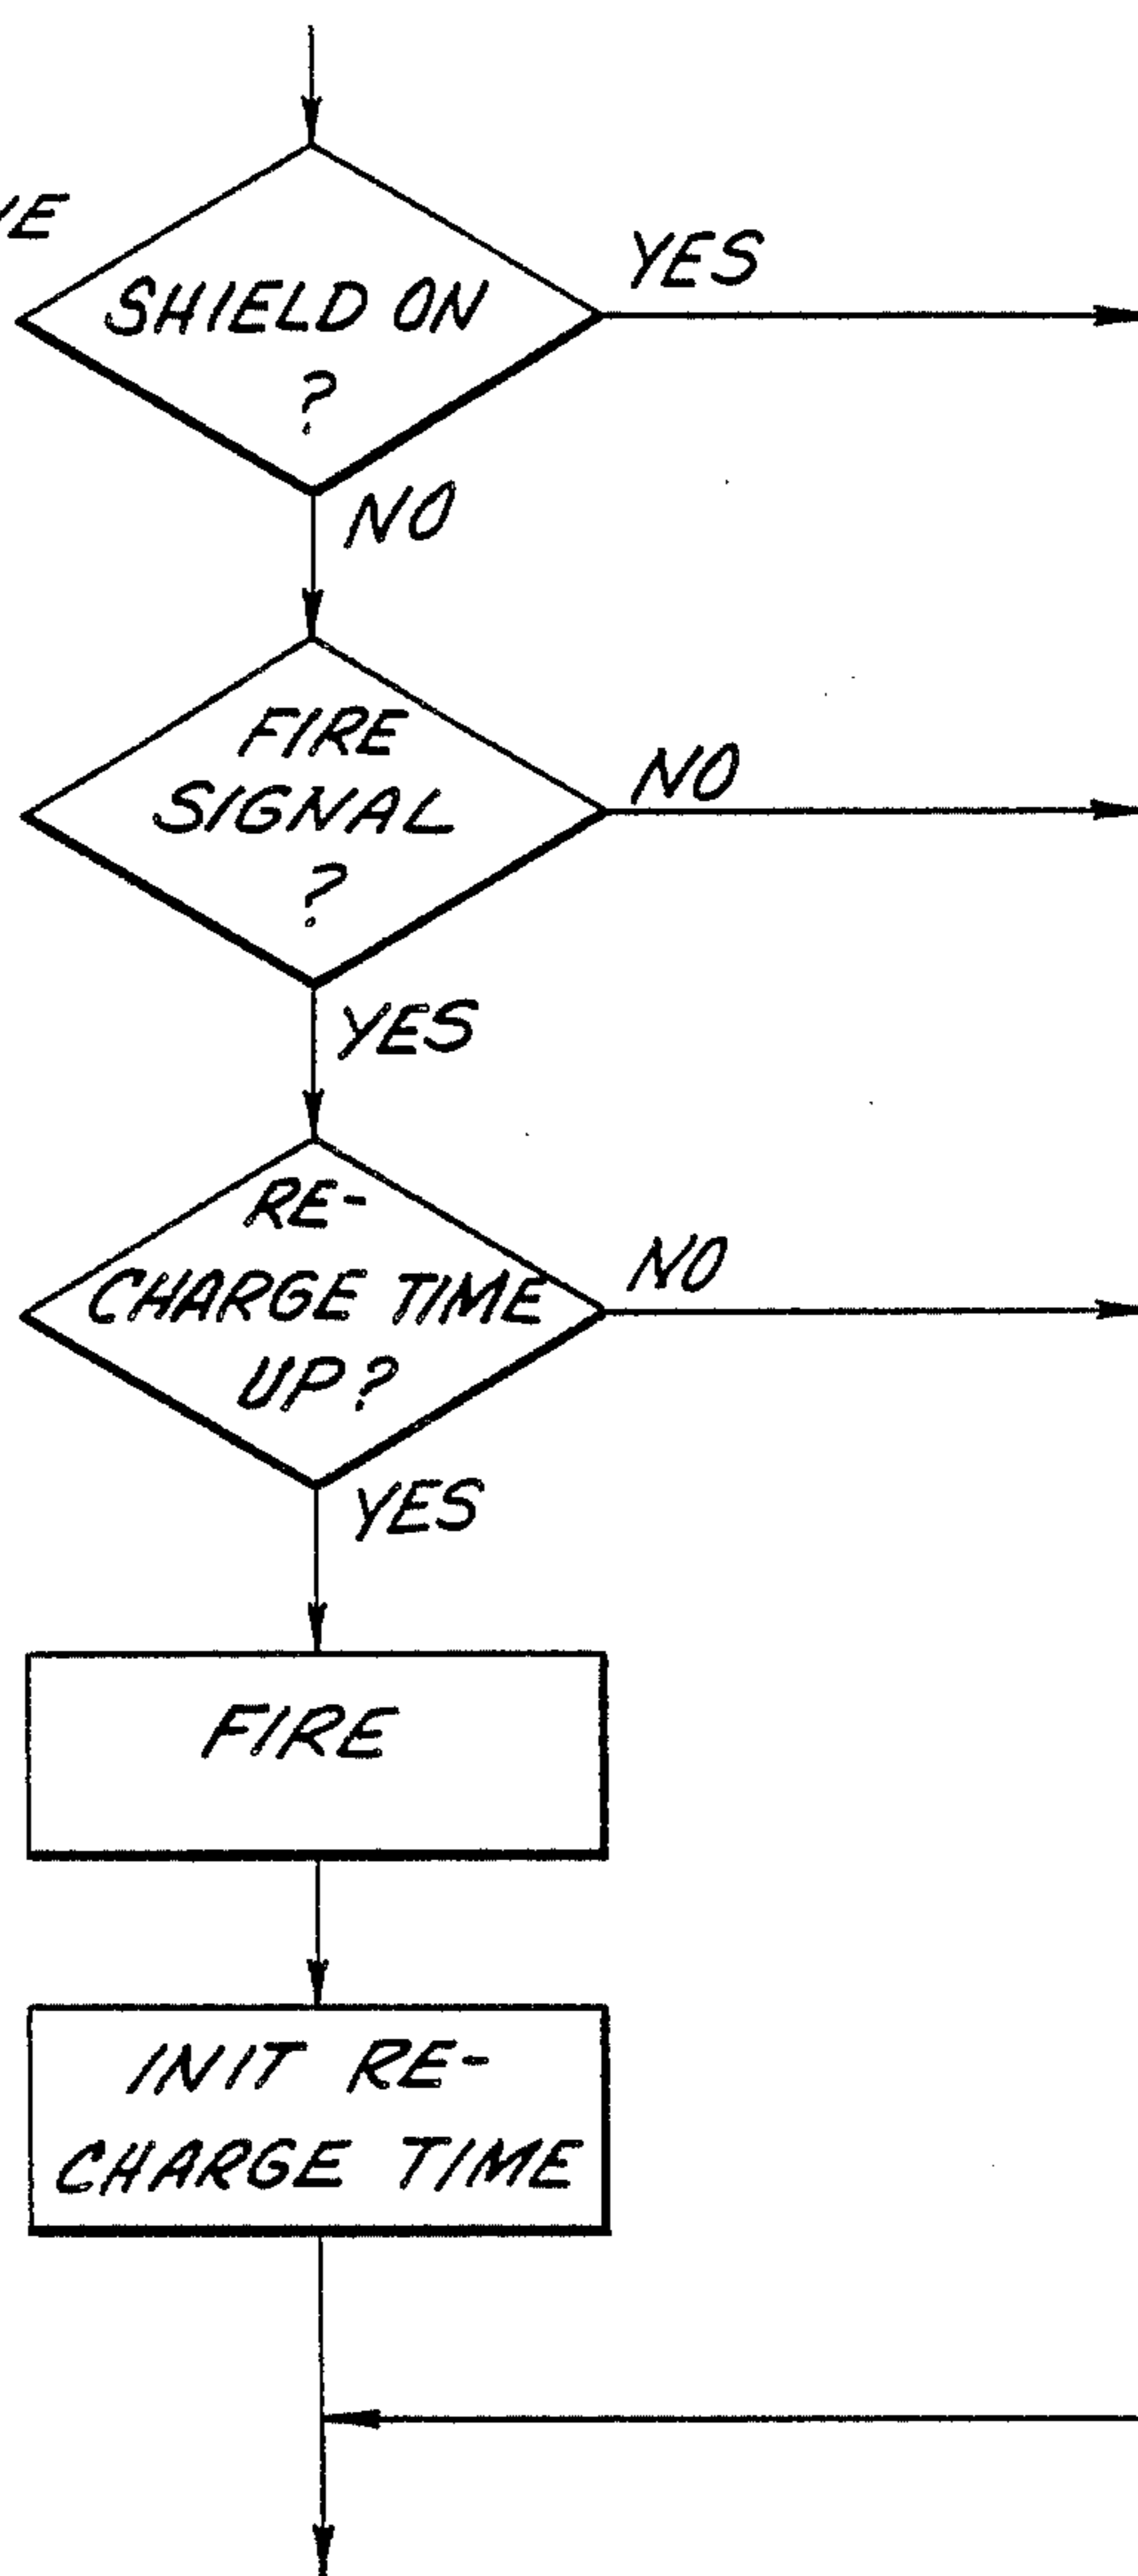 SHIELD ON
?
YES
NO
FIRE
SIGNAL
?
NO
YES
RE-
CHARGE TIME
UP?
NO
YES
FIRE
INIT RE-
CHARGE TIME